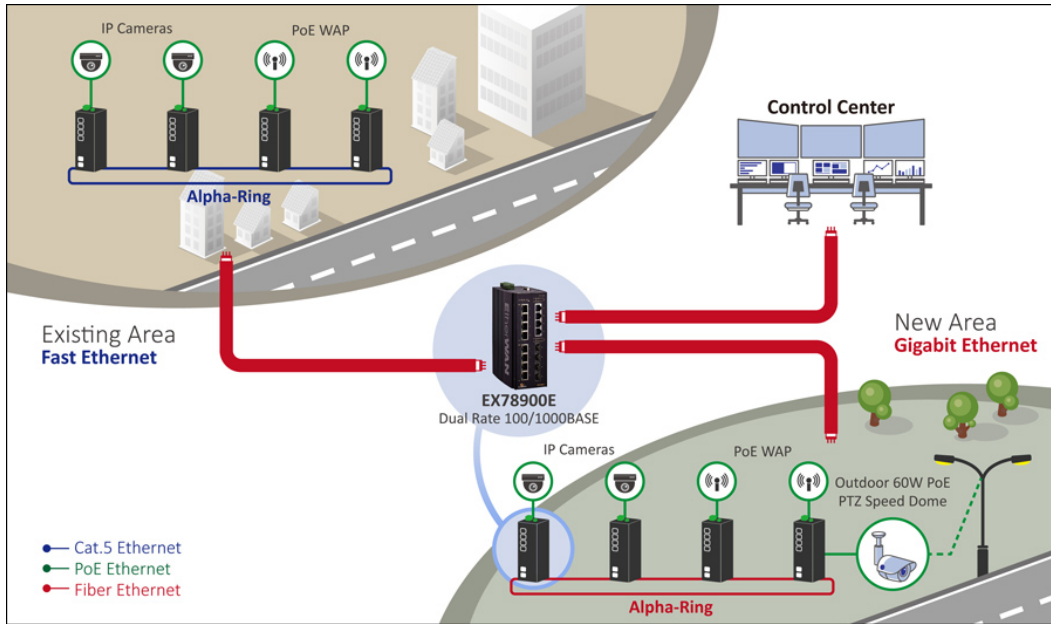 IP Cameras
PoE WAP
Alpha-Ring
Control Center
Existing Area
Fast Ethernet
New Area
Gigabit Ethernet
EX78900E
Dual Rate 100/1000BASE
IP Cameras
PoE WAP
Outdoor 60W PoE
PTZ Speed Dome
Alpha-Ring
Cat.5 Ethernet
PoE Ethernet
Fiber Ethernet